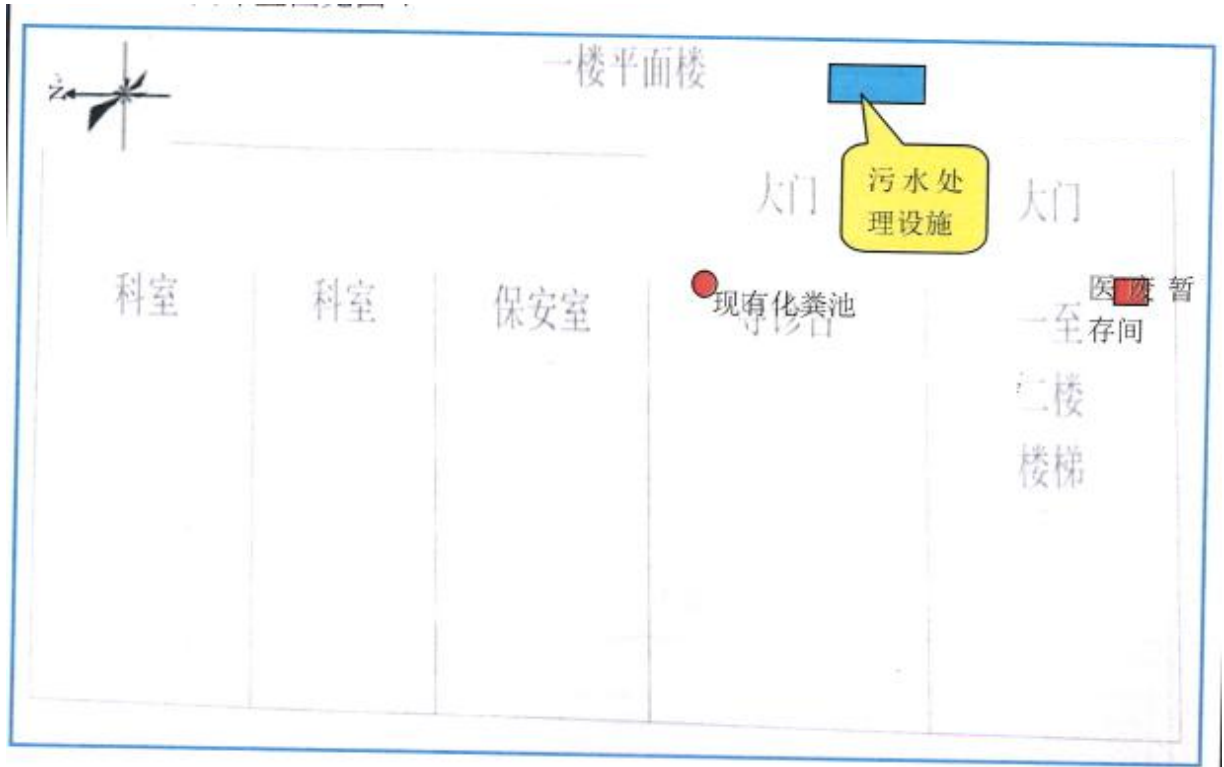 一楼平面楼
污水处
理设施
大门
大门
科室
科室
保安室
现有化粪池
医废暂
存间
一至
二楼
楼梯